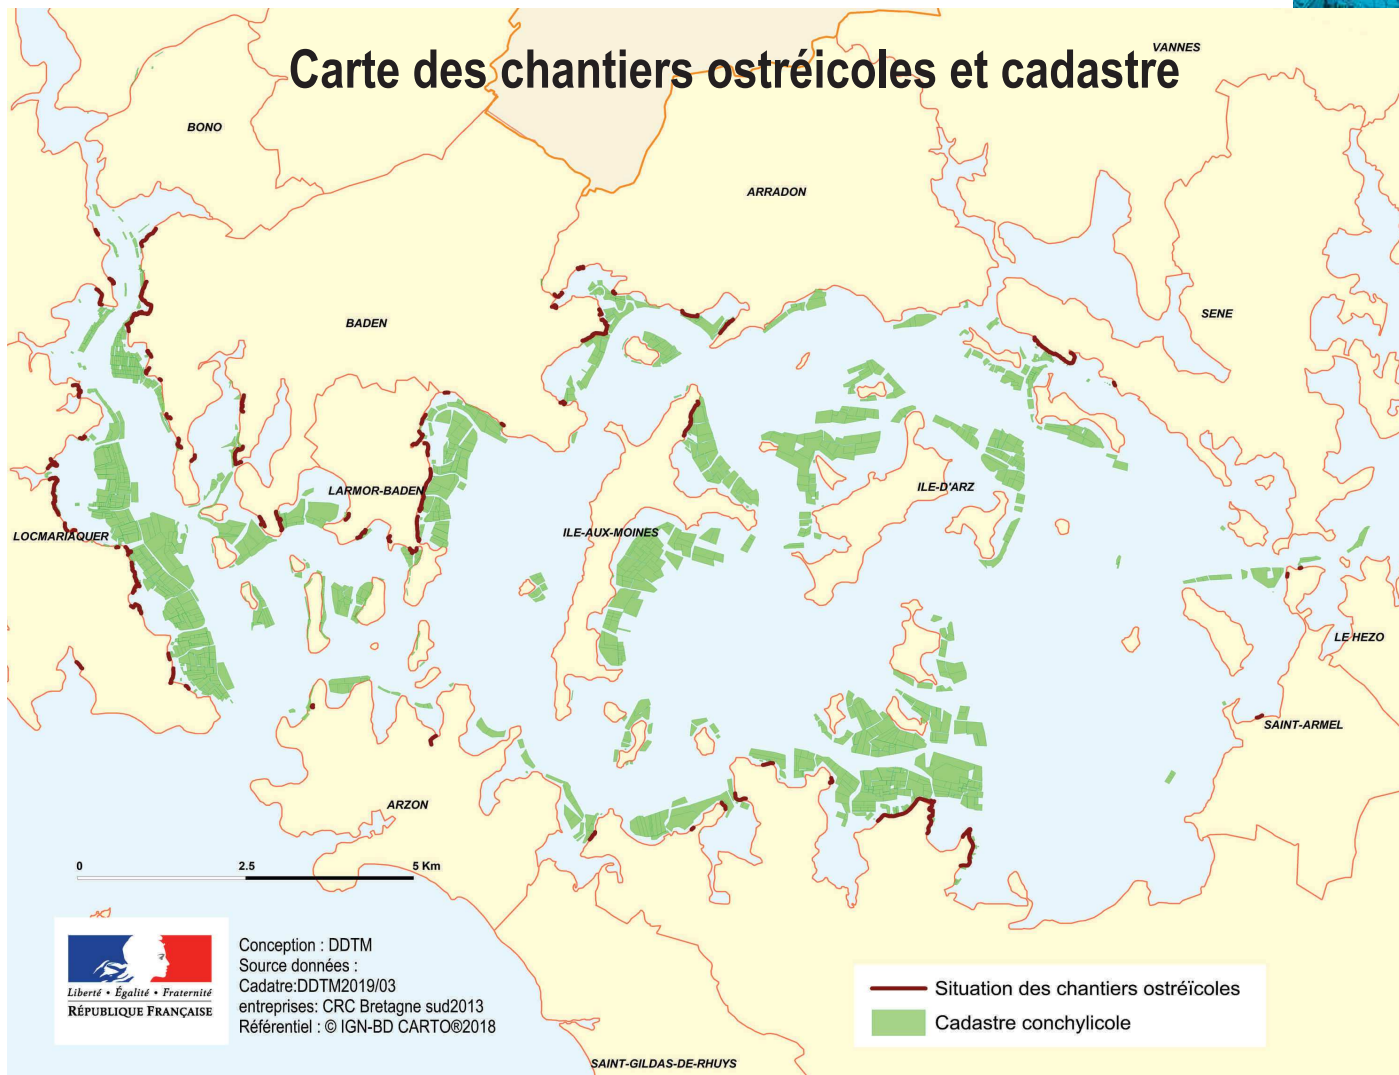 Carte des chantiers ostréicoles et cadastre
VANNES
BONO
ARRADON
BADEN
SENE
LARMOR-BADEN
ILE-D'ARZ
LOCMARIAQUER
ILE-AUX-MOINES
LE HEZO
SAINT-ARMEL
ARZON
0 2.5 5 Km
Liberté • Égalité • Fraternité
RÉPUBLIQUE FRANÇAISE
Conception : DDTM
Source données :
Cadatre:DDTM2019/03
entreprises: CRC Bretagne sud2013
Référentiel : © IGN-BD CARTO®2018
Situation des chantiers ostréïcoles
Cadastre conchylicole
SAINT-GILDAS-DE-RHUYS